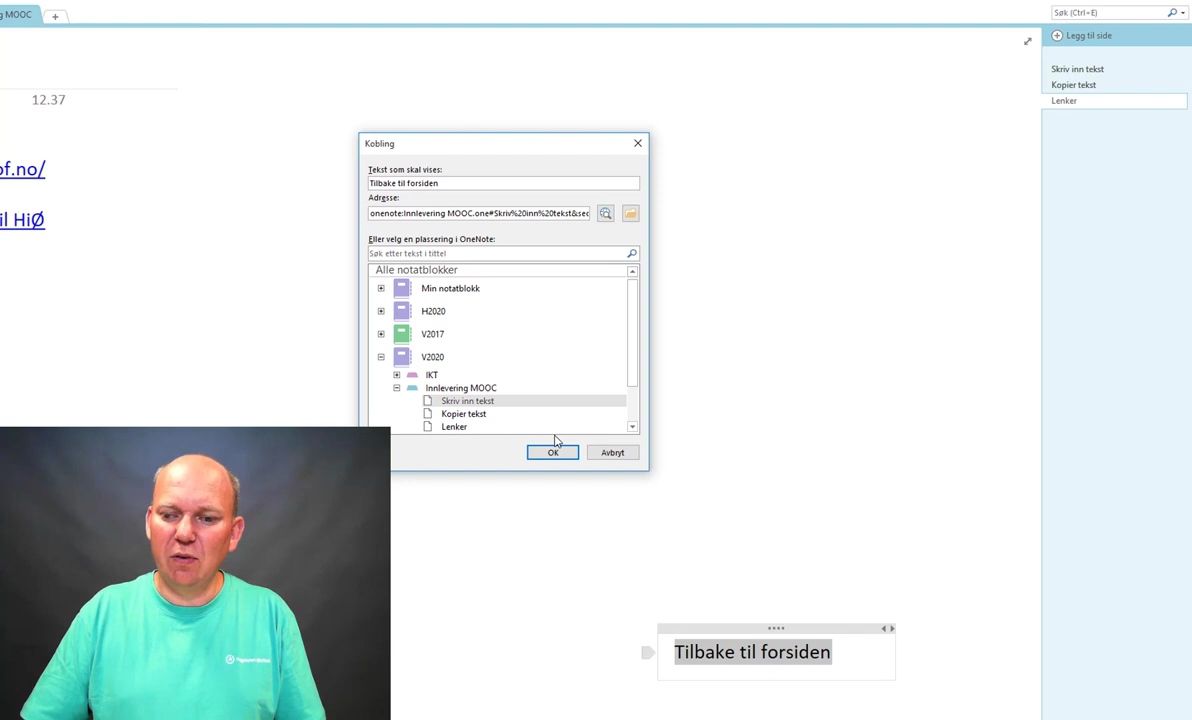 g MOOC
Søk (Ctrl+E)
Legg til side
Skriv inn tekst
Kopier tekst
Lenker
12.37
of.no/
il HiØ
Kobling
Tekst som skal vises:
Tilbake til forsiden
Adresse:
onenote:Innlevering MOOC.one#Skriv%20inn%20tekst&sec
Eller velg en plassering i OneNote:
Søk etter tekst i tittel
Alle notatblokker
Min notatblokk
H2020
V2017
V2020
IKT
Innlevering MOOC
Skriv inn tekst
Kopier tekst
Lenker
OK
Avbryt
Tilbake til forsiden